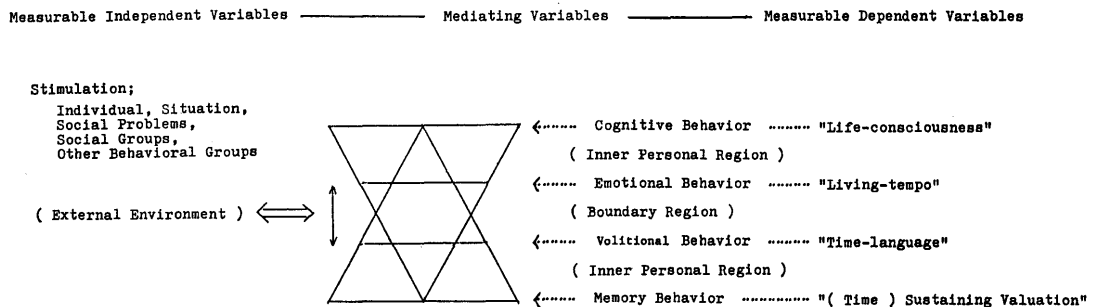 Measurable Independent Variables Mediating Variables Measurable Dependent Variables
Stimulation;
Individual, Situation,
Social Problems,
Social Groups,
Other Behavioral Groups
Cognitive Behavior "Life-consciousness"
( Inner Personal Region )
Emotional Behavior "Living-tempo"
( External Environment )
( Boundary Region )
Volitional Behavior "Time-language"
( Inner Personal Region )
Memory Behavior "( Time ) Sustaining Valuation"